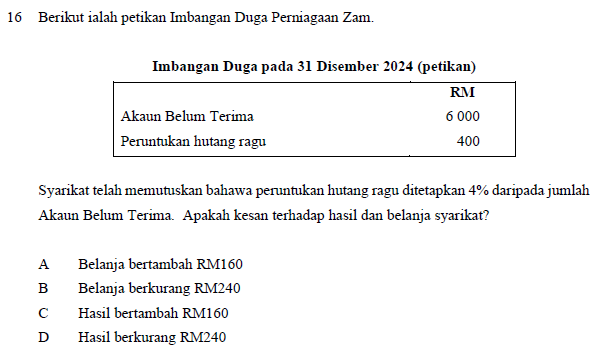 16 Berikut ialah petikan Imbangan Duga Perniagaan Zam.
Imbangan Duga pada 31 Disember 2024 (petikan)
RM
Akaun Belum Terima 6 000
Peruntukan hutang ragu 400
Syarikat telah memutuskan bahawa peruntukan hutang ragu ditetapkan 4% daripada jumlah
Akaun Belum Terima. Apakah kesan terhadap hasil dan belanja syarikat?
A Belanja bertambah RM160
B Belanja berkurang RM240
C Hasil bertambah RM160
D Hasil berkurang RM240